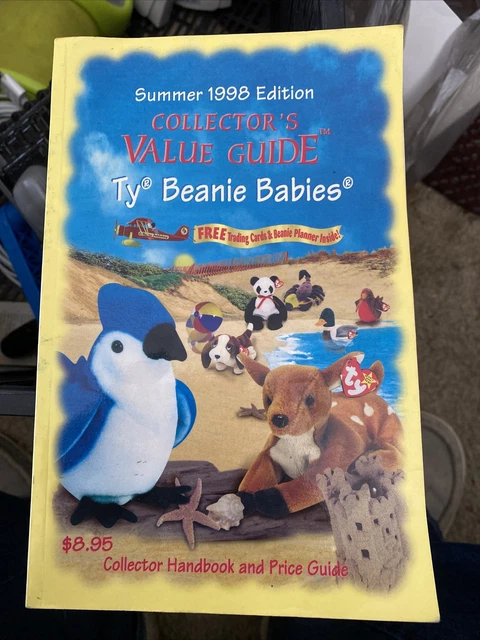 Summer 1998 Edition
COLLECTOR'S
VALUE GUIDE™
Ty® Beanie Babies®
FREE Trading Cards & Beanie Planner Inside!
$8.95
Collector Handbook and Price Guide